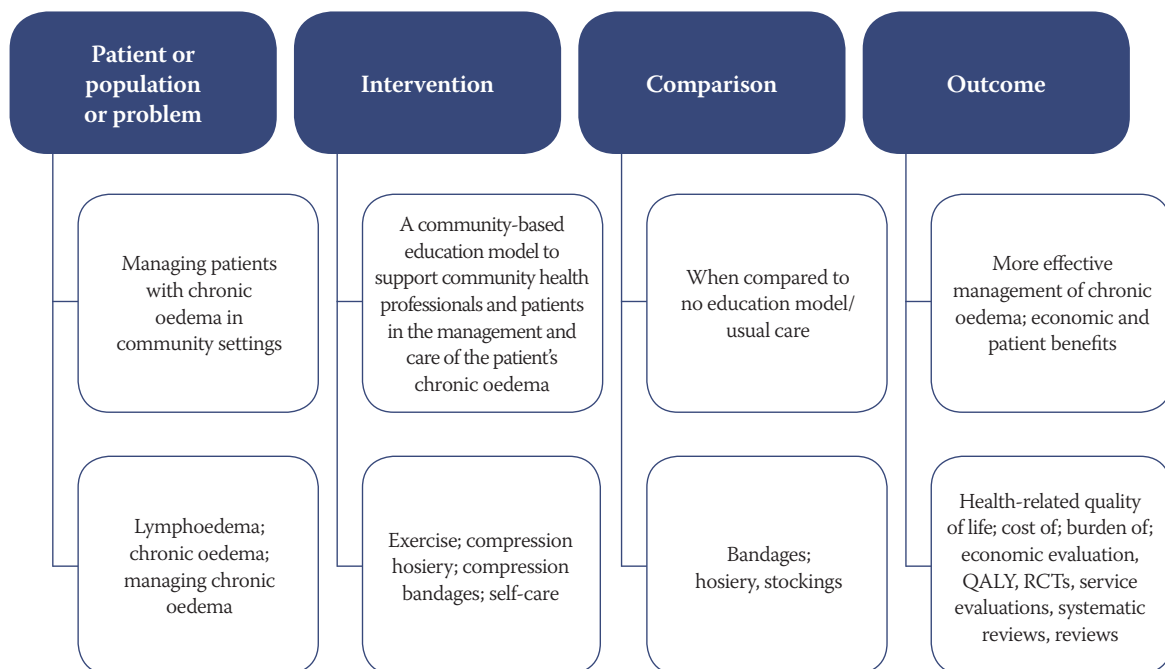 Patient or
population
or problem
Intervention
Comparison
Outcome
Managing patients
with chronic
oedema in
community settings
A community-based
education model to
support community health
professionals and patients
in the management and
care of the patient’s
chronic oedema
When compared to
no education model/
usual care
More effective
management of chronic
oedema; economic and
patient benefits
Lymphoedema;
chronic oedema;
managing chronic
oedema
Exercise; compression
hosiery; compression
bandages; self-care
Bandages;
hosiery, stockings
Health-related quality
of life; cost of; burden of;
economic evaluation,
QALY, RCTs, service
evaluations, systematic
reviews, reviews